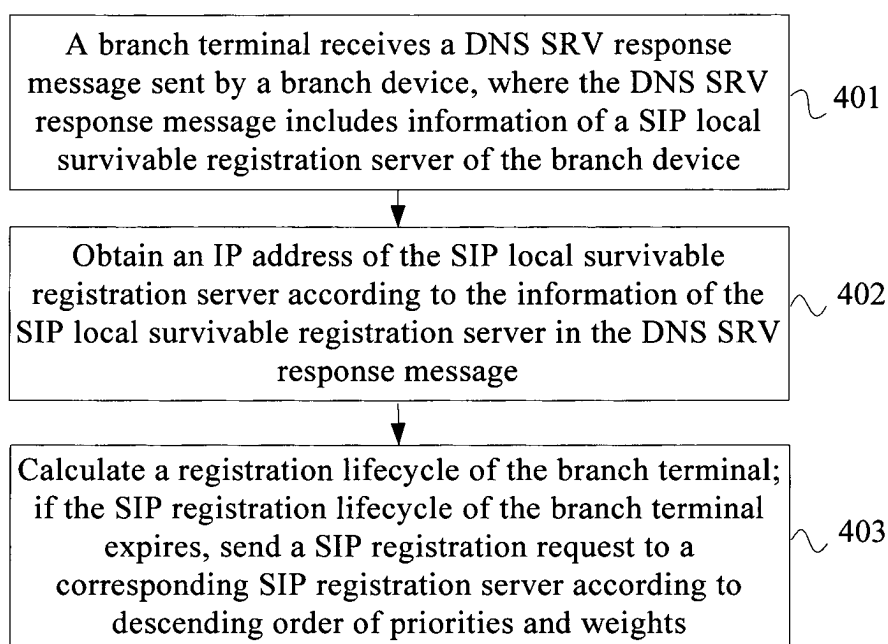 A branch terminal receives a DNS SRV response
message sent by a branch device, where the DNS SRV
response message includes information of a SIP local
survivable registration server of the branch device
401
Obtain an IP address of the SIP local survivable
registration server according to the information of the
SIP local survivable registration server in the DNS SRV
response message
402
Calculate a registration lifecycle of the branch terminal;
if the SIP registration lifecycle of the branch terminal
expires, send a SIP registration request to a
corresponding SIP registration server according to
descending order of priorities and weights
403